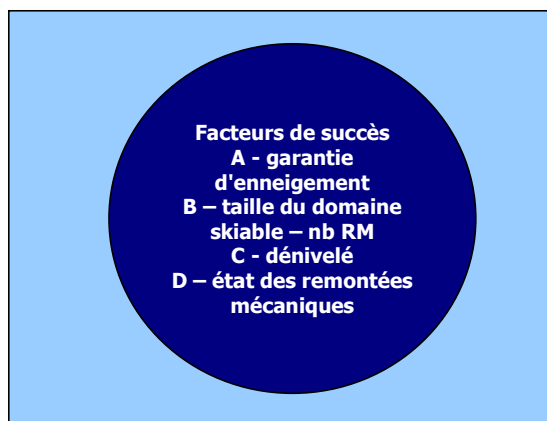 Facteurs de succès
A - garantie
d'enneigement
B – taille du domaine
skiable – nb RM
C - dénivelé
D – état des remontées
mécaniques